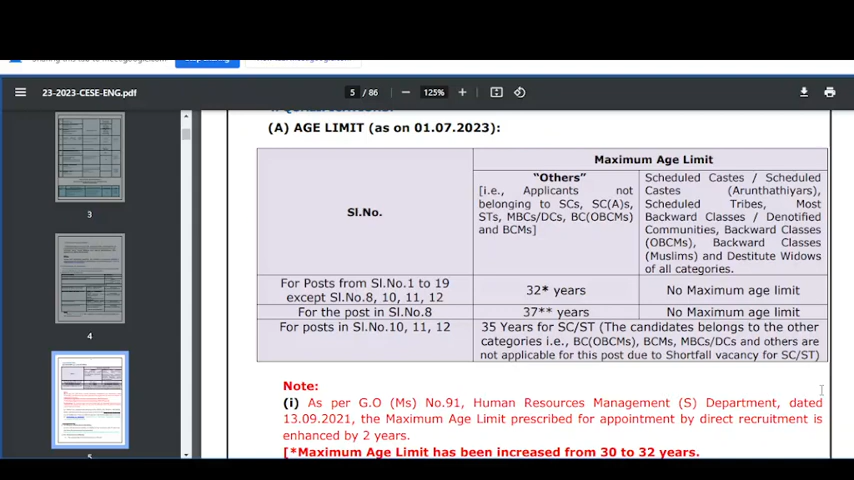 23-2023-CESE-ENG.pdf
5 / 86
125%
3
4
5
(A) AGE LIMIT (as on 01.07.2023):
Sl.No.
Maximum Age Limit
“Others”
[i.e., Applicants not
belonging to SCs, SC(A)s,
STs, MBCs/DCs, BC(OBCMs)
and BCMs]
Scheduled Castes / Scheduled
Castes (Arunthathiyars),
Scheduled Tribes, Most
Backward Classes / Denotified
Communities, Backward Classes
(OBCMs), Backward Classes
(Muslims) and Destitute Widows
of all categories.
For Posts from Sl.No.1 to 19
except Sl.No.8, 10, 11, 12
32* years
No Maximum age limit
For the post in Sl.No.8
37** years
No Maximum age limit
For posts in Sl.No.10, 11, 12
35 Years for SC/ST (The candidates belongs to the other
categories i.e., BC(OBCMs), BCMs, MBCs/DCs and others are
not applicable for this post due to Shortfall vacancy for SC/ST)
Note:
(i) As per G.O (Ms) No.91, Human Resources Management (S) Department, dated
13.09.2021, the Maximum Age Limit prescribed for appointment by direct recruitment is
enhanced by 2 years.
[*Maximum Age Limit has been increased from 30 to 32 years.